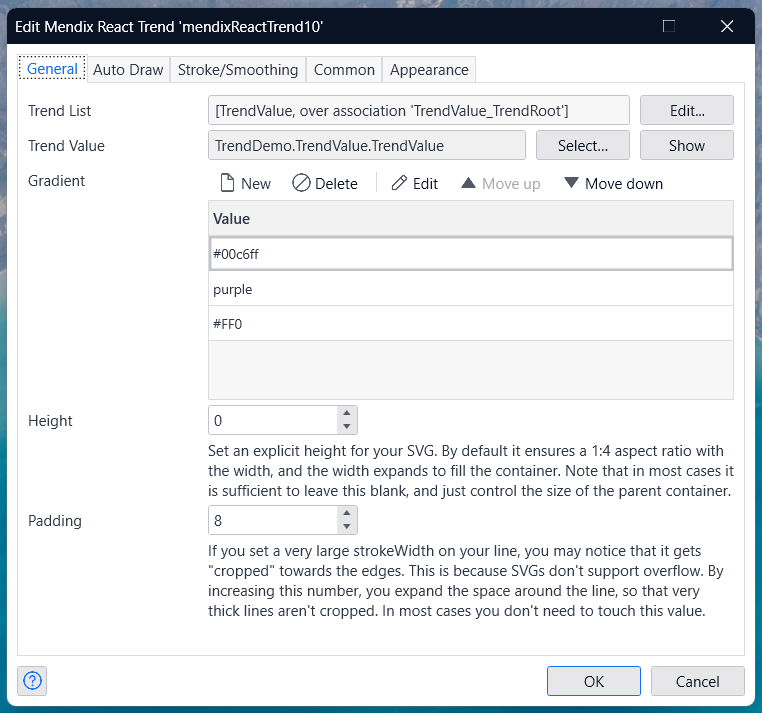 Edit Mendix React Trend 'mendixReactTrend10'
General Auto Draw Stroke/Smoothing Common Appearance
Trend List [TrendValue, over association 'TrendValue_TrendRoot'] Edit...
Trend Value TrendDemo.TrendValue.TrendValue Select... Show
Gradient New Delete Edit Move up Move down
Value
#00c6ff
purple
#FF0
Height 0
Set an explicit height for your SVG. By default it ensures a 1:4 aspect ratio with
the width, and the width expands to fill the container. Note that in most cases it
is sufficient to leave this blank, and just control the size of the parent container.
Padding 8
If you set a very large strokeWidth on your line, you may notice that it gets
"cropped" towards the edges. This is because SVGs don't support overflow. By
increasing this number, you expand the space around the line, so that very
thick lines aren't cropped. In most cases you don't need to touch this value.
? OK Cancel